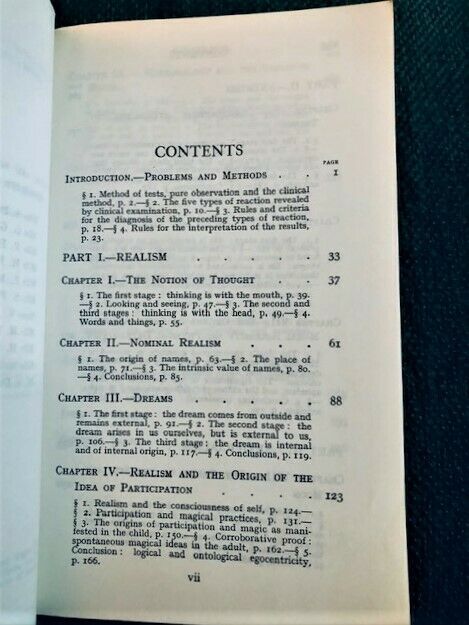 CONTENTS
PAGE
INTRODUCTION.—PROBLEMS AND METHODS . . 1
§ 1. Method of tests, pure observation and the clinical
method, p. 2.—§ 2. The five types of reaction revealed
by clinical examination, p. 10.—§ 3. Rules and criteria
for the diagnosis of the preceding types of reaction,
p. 18.—§ 4. Rules for the interpretation of the results,
p. 23.
PART I.—REALISM . . . . . 33
CHAPTER I.—THE NOTION OF THOUGHT . . 37
§ 1. The first stage : thinking is with the mouth, p. 39.
—§ 2. Looking and seeing, p. 47.—§ 3. The second and
third stages : thinking is with the head, p. 49.—§ 4.
Words and things, p. 55.
CHAPTER II.—NOMINAL REALISM . . . 61
§ 1. The origin of names, p. 63.—§ 2. The place of
names, p. 71.—§ 3. The intrinsic value of names, p. 80.
—§ 4. Conclusions, p. 85.
CHAPTER III.—DREAMS . . . . . 88
§ 1. The first stage : the dream comes from outside and
remains external, p. 91.—§ 2. The second stage : the
dream arises in us ourselves, but is external to us,
p. 106.—§ 3. The third stage : the dream is internal
and of internal origin, p. 117.—§ 4. Conclusions, p. 119.
CHAPTER IV.—REALISM AND THE ORIGIN OF THE
IDEA OF PARTICIPATION . . . 123
§ 1. Realism and the consciousness of self, p. 124.—
§ 2. Participation and magical practices, p. 131.—
§ 3. The origins of participation and magic as mani-
fested in the child, p. 150.—§ 4. Corroborative proof :
spontaneous magical ideas in the adult, p. 162.—§ 5.
Conclusion : logical and ontological egocentricity,
p. 166.
vii